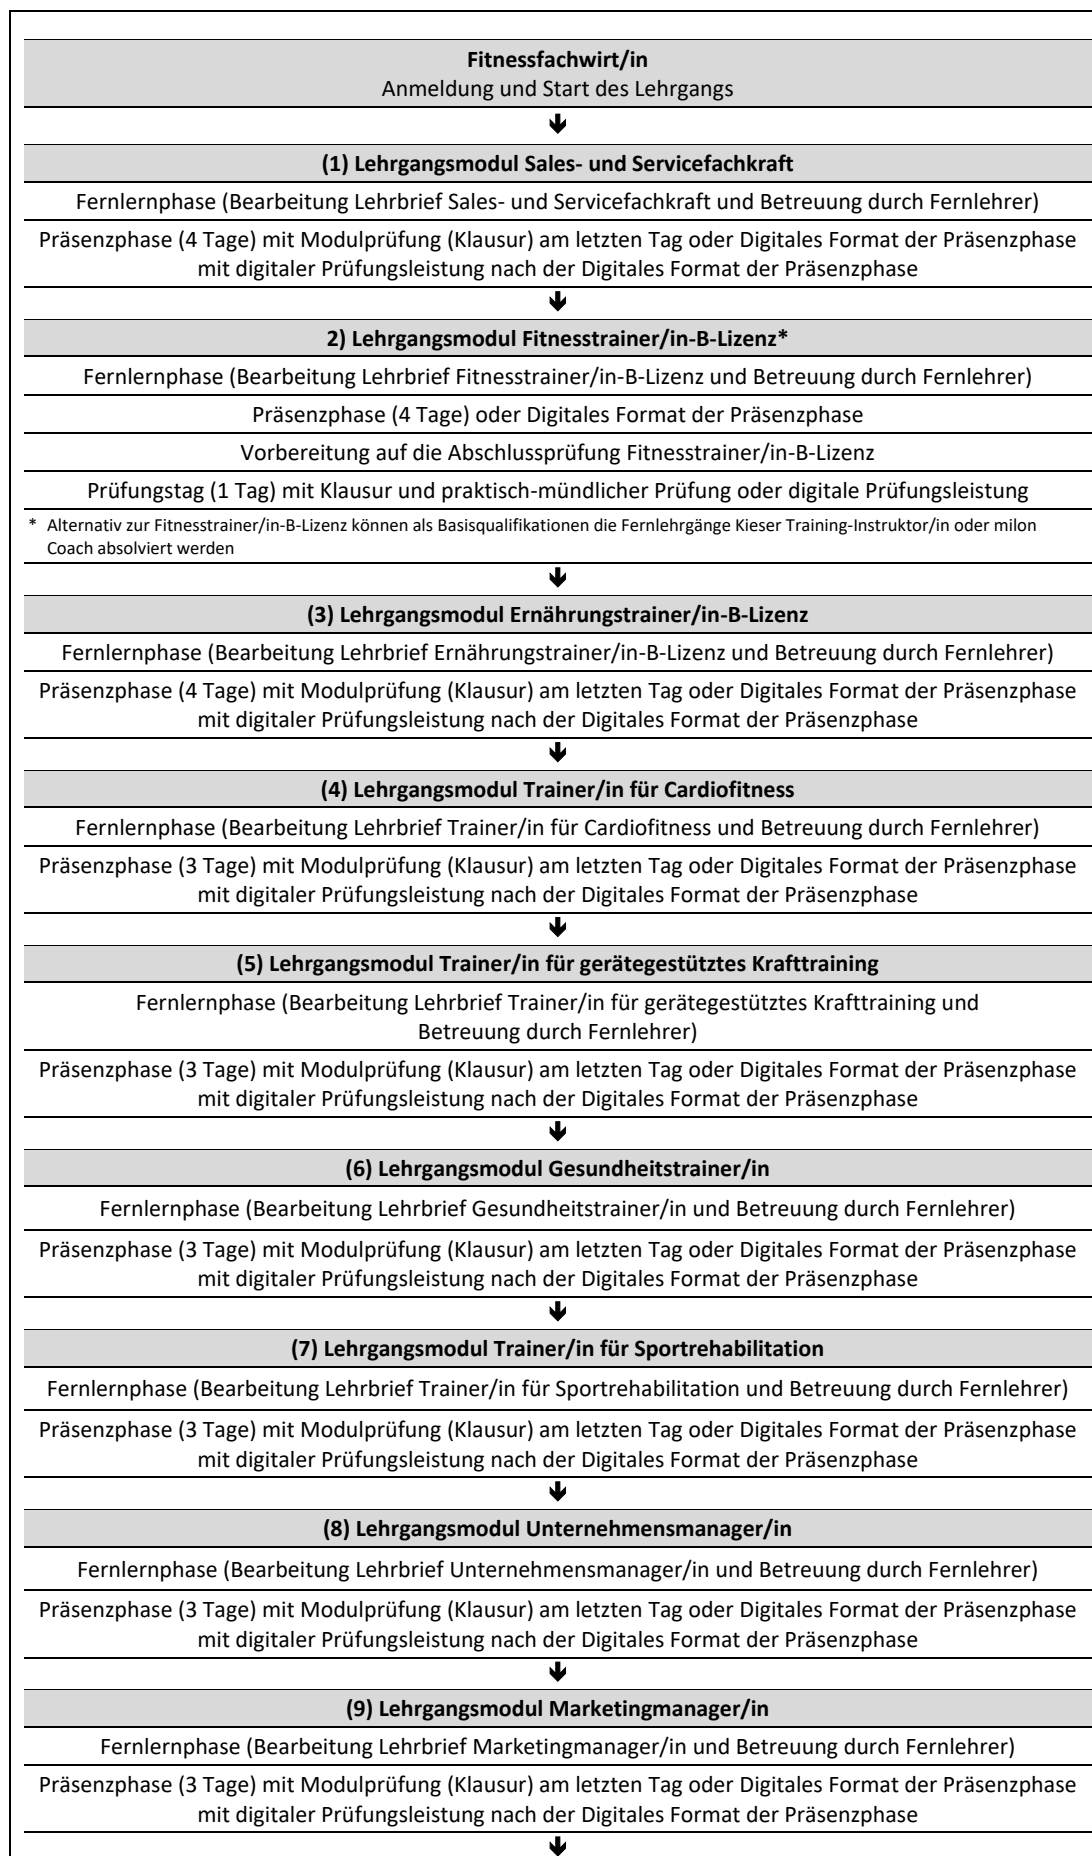 Fitnessfachwirt/in
Anmeldung und Start des Lehrgangs
🡻
(1) Lehrgangsmodul Sales- und Servicefachkraft
Fernlernphase (Bearbeitung Lehrbrief Sales- und Servicefachkraft und Betreuung durch Fernlehrer)
Präsenzphase (4 Tage) mit Modulprüfung (Klausur) am letzten Tag oder Digitales Format der Präsenzphase
mit digitaler Prüfungsleistung nach der Digitales Format der Präsenzphase
🡻
2) Lehrgangsmodul Fitnesstrainer/in-B-Lizenz*
Fernlernphase (Bearbeitung Lehrbrief Fitnesstrainer/in-B-Lizenz und Betreuung durch Fernlehrer)
Präsenzphase (4 Tage) oder Digitales Format der Präsenzphase
Vorbereitung auf die Abschlussprüfung Fitnesstrainer/in-B-Lizenz
Prüfungstag (1 Tag) mit Klausur und praktisch-mündlicher Prüfung oder digitale Prüfungsleistung
* Alternativ zur Fitnesstrainer/in-B-Lizenz können als Basisqualifikationen die Fernlehrgänge Kieser Training-Instruktor/in oder milon
Coach absolviert werden
🡻
(3) Lehrgangsmodul Ernährungstrainer/in-B-Lizenz
Fernlernphase (Bearbeitung Lehrbrief Ernährungstrainer/in-B-Lizenz und Betreuung durch Fernlehrer)
Präsenzphase (4 Tage) mit Modulprüfung (Klausur) am letzten Tag oder Digitales Format der Präsenzphase
mit digitaler Prüfungsleistung nach der Digitales Format der Präsenzphase
🡻
(4) Lehrgangsmodul Trainer/in für Cardiofitness
Fernlernphase (Bearbeitung Lehrbrief Trainer/in für Cardiofitness und Betreuung durch Fernlehrer)
Präsenzphase (3 Tage) mit Modulprüfung (Klausur) am letzten Tag oder Digitales Format der Präsenzphase
mit digitaler Prüfungsleistung nach der Digitales Format der Präsenzphase
🡻
(5) Lehrgangsmodul Trainer/in für gerätegestütztes Krafttraining
Fernlernphase (Bearbeitung Lehrbrief Trainer/in für gerätegestütztes Krafttraining und
Betreuung durch Fernlehrer)
Präsenzphase (3 Tage) mit Modulprüfung (Klausur) am letzten Tag oder Digitales Format der Präsenzphase
mit digitaler Prüfungsleistung nach der Digitales Format der Präsenzphase
🡻
(6) Lehrgangsmodul Gesundheitstrainer/in
Fernlernphase (Bearbeitung Lehrbrief Gesundheitstrainer/in und Betreuung durch Fernlehrer)
Präsenzphase (3 Tage) mit Modulprüfung (Klausur) am letzten Tag oder Digitales Format der Präsenzphase
mit digitaler Prüfungsleistung nach der Digitales Format der Präsenzphase
🡻
(7) Lehrgangsmodul Trainer/in für Sportrehabilitation
Fernlernphase (Bearbeitung Lehrbrief Trainer/in für Sportrehabilitation und Betreuung durch Fernlehrer)
Präsenzphase (3 Tage) mit Modulprüfung (Klausur) am letzten Tag oder Digitales Format der Präsenzphase
mit digitaler Prüfungsleistung nach der Digitales Format der Präsenzphase
🡻
(8) Lehrgangsmodul Unternehmensmanager/in
Fernlernphase (Bearbeitung Lehrbrief Unternehmensmanager/in und Betreuung durch Fernlehrer)
Präsenzphase (3 Tage) mit Modulprüfung (Klausur) am letzten Tag oder Digitales Format der Präsenzphase
mit digitaler Prüfungsleistung nach der Digitales Format der Präsenzphase
🡻
(9) Lehrgangsmodul Marketingmanager/in
Fernlernphase (Bearbeitung Lehrbrief Marketingmanager/in und Betreuung durch Fernlehrer)
Präsenzphase (3 Tage) mit Modulprüfung (Klausur) am letzten Tag oder Digitales Format der Präsenzphase
mit digitaler Prüfungsleistung nach der Digitales Format der Präsenzphase
🡻